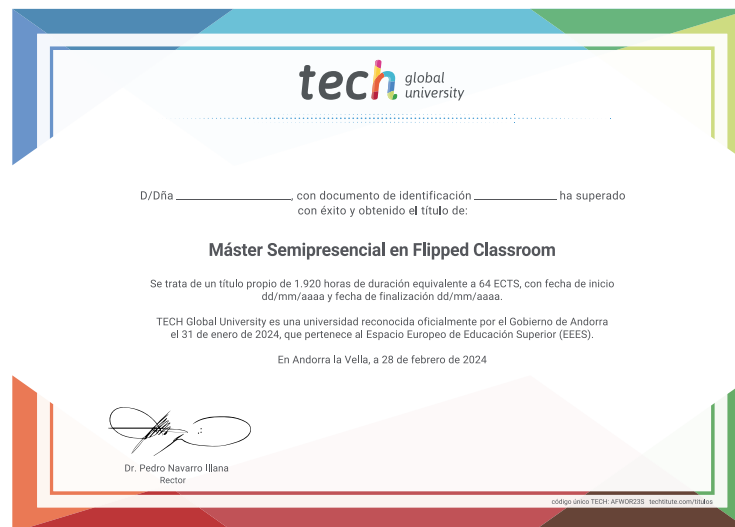 tech global university
D/Dña ______________, con documento de identificación __________ ha superado
con éxito y obtenido el título de:
Máster Semipresencial en Flipped Classroom
Se trata de un título propio de 1.920 horas de duración equivalente a 64 ECTS, con fecha de inicio
dd/mm/aaaa y fecha de finalización dd/mm/aaaa.
TECH Global University es una universidad reconocida oficialmente por el Gobierno de Andorra
el 31 de enero de 2024, que pertenece al Espacio Europeo de Educación Superior (EEES).
En Andorra la Vella, a 28 de febrero de 2024
Dr. Pedro Navarro Illana
Rector
código único TECH: AFWOR23S techtitute.com/titulos